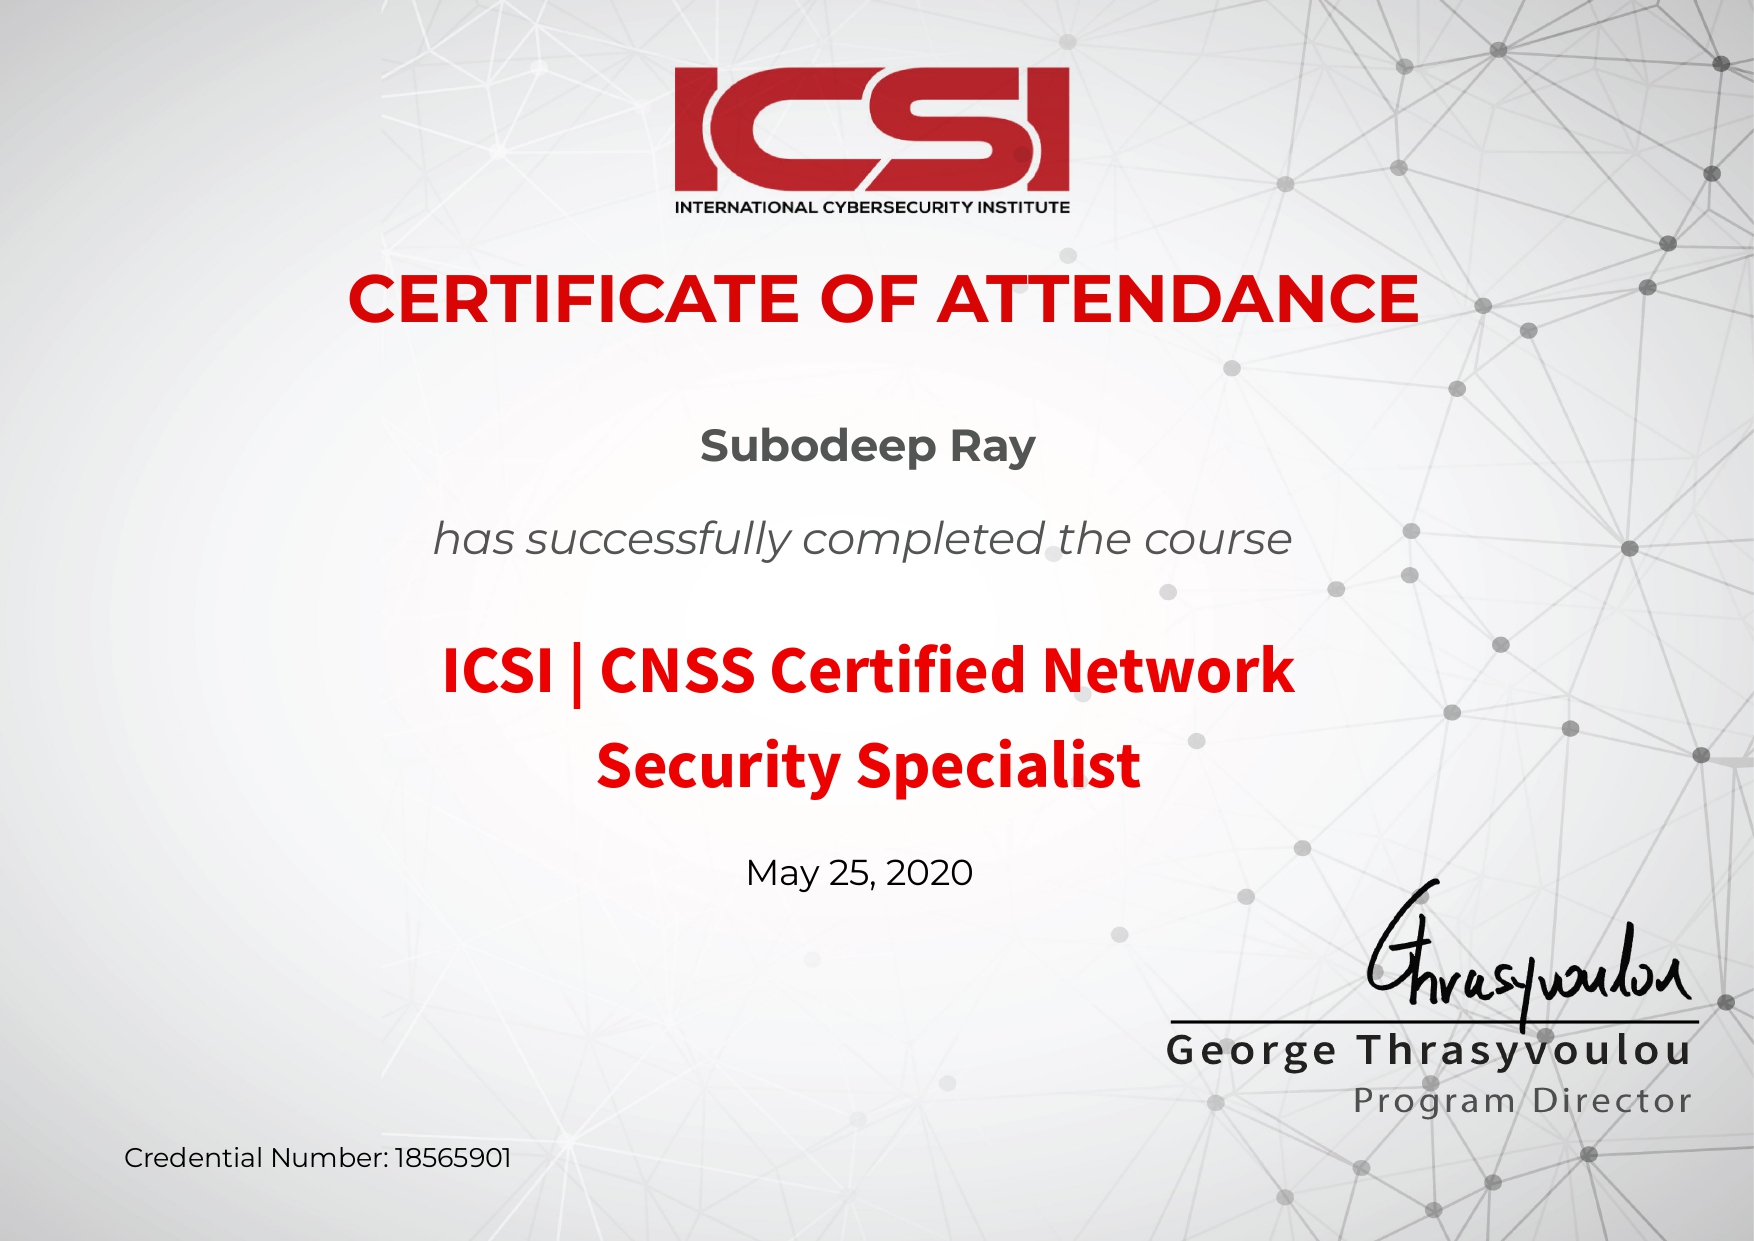 ICSI
INTERNATIONAL CYBERSECURITY INSTITUTE
CERTIFICATE OF ATTENDANCE
Subodeep Ray
has successfully completed the course
ICSI | CNSS Certified Network
Security Specialist
May 25, 2020
Thrasyvoulou
George Thrasyvoulou
Program Director
Credential Number: 18565901